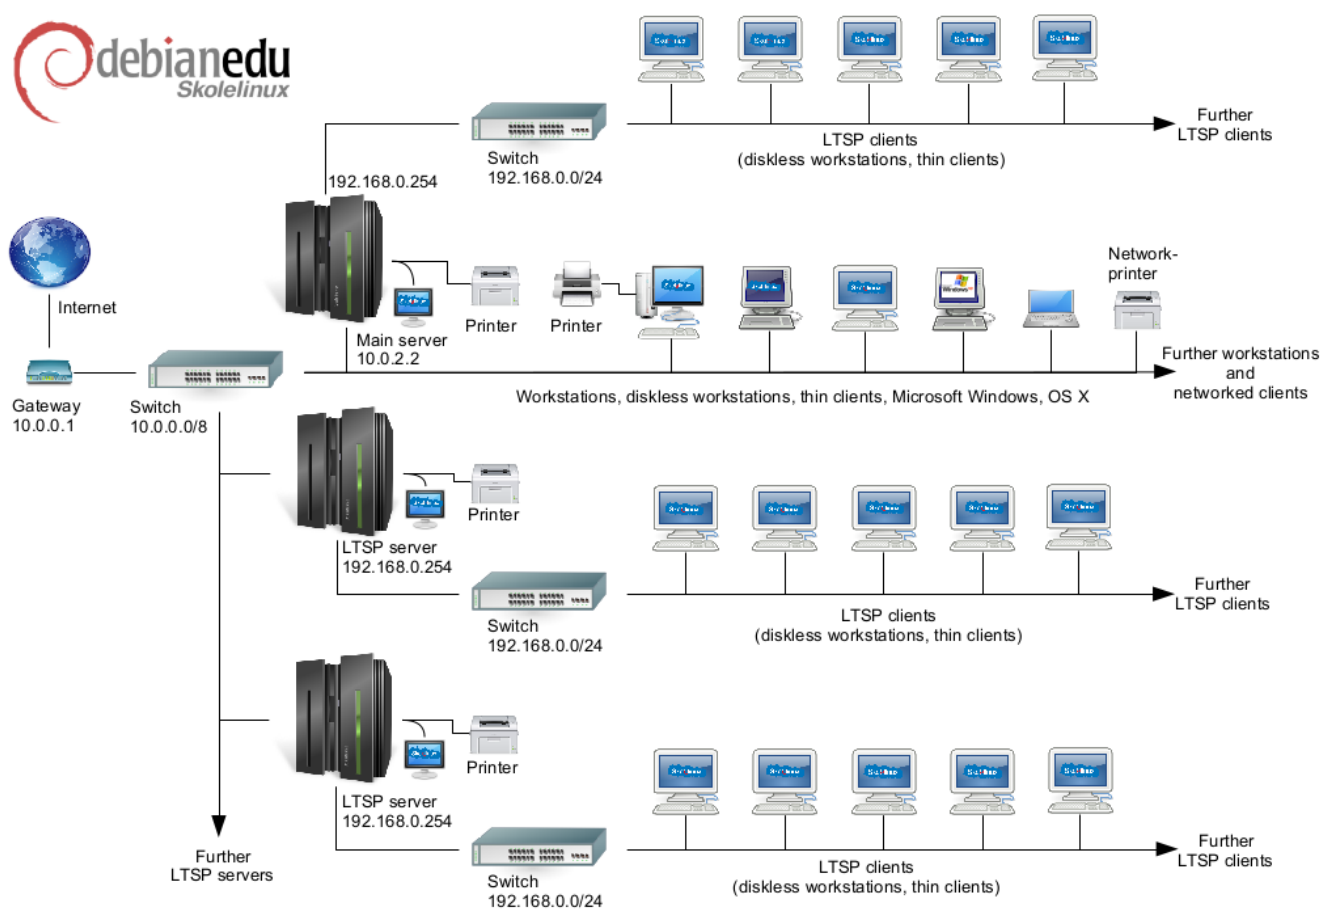 debianedu
Skolelinux
Further
LTSP clients
LTSP clients
(diskless workstations, thin clients)
Switch
192.168.0.0/24
192.168.0.254
Internet
Printer
Printer
Network-
printer
Windows
Main server
10.0.2.2
Further workstations
and
networked clients
Workstations, diskless workstations, thin clients, Microsoft Windows, OS X
Gateway
10.0.0.1
Switch
10.0.0.0/8
Printer
LTSP server
192.168.0.254
Switch
192.168.0.0/24
LTSP clients
(diskless workstations, thin clients)
Further
LTSP clients
Printer
LTSP server
192.168.0.254
Further
LTSP servers
Switch
192.168.0.0/24
LTSP clients
(diskless workstations, thin clients)
Further
LTSP clients